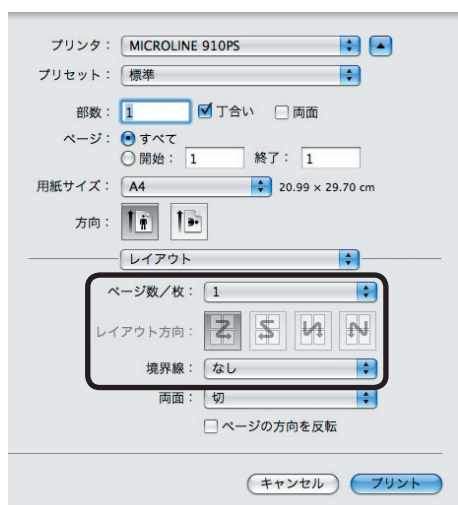 プリンタ： MICROLINE 910PS
プリセット： 標準
部数： 1 丁合い 両面
ページ： すべて
開始： 1 終了： 1
用紙サイズ： A4 20.99 × 29.70 cm
方向：
レイアウト
ページ数／枚： 1
レイアウト方向：
境界線： なし
両面： 切
ページの方向を反転
キャンセル プリント